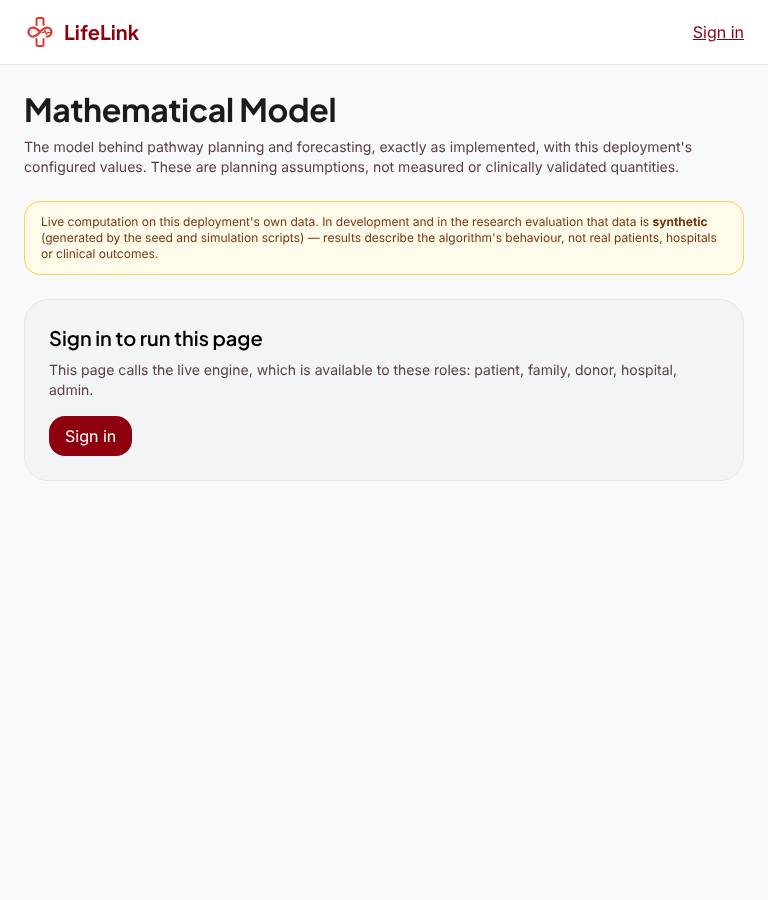 LifeLink
Sign in
Mathematical Model
The model behind pathway planning and forecasting, exactly as implemented, with this deployment's
configured values. These are planning assumptions, not measured or clinically validated quantities.
Live computation on this deployment's own data. In development and in the research evaluation that data is synthetic
(generated by the seed and simulation scripts) — results describe the algorithm's behaviour, not real patients, hospitals
or clinical outcomes.
Sign in to run this page
This page calls the live engine, which is available to these roles: patient, family, donor, hospital,
admin.
Sign in